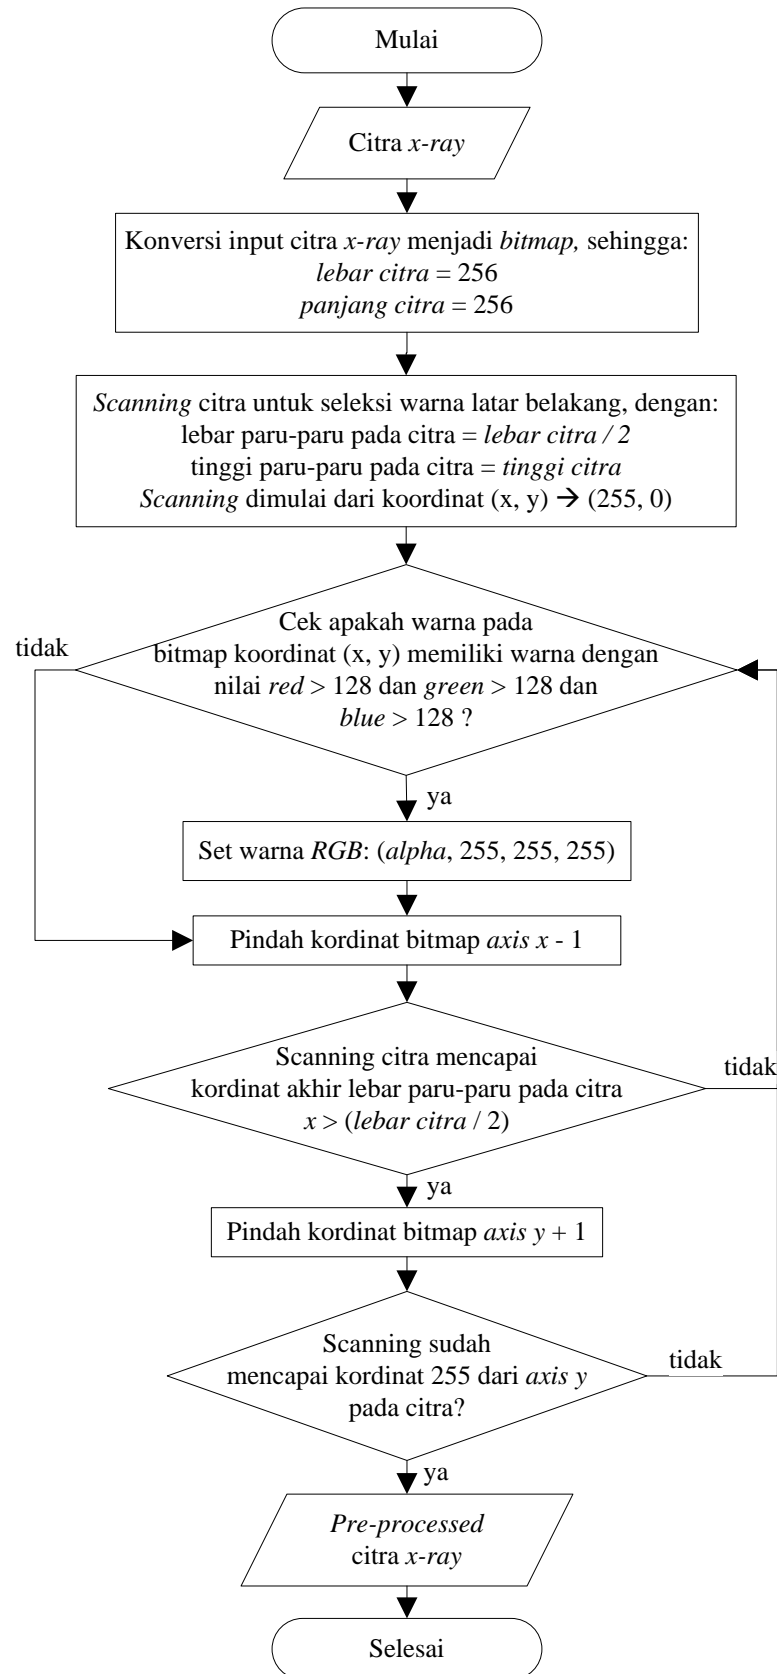 Mulai
Citra x-ray
Konversi input citra x-ray menjadi bitmap, sehingga:
lebar citra = 256
panjang citra = 256
Scanning citra untuk seleksi warna latar belakang, dengan:
lebar paru-paru pada citra = lebar citra / 2
tinggi paru-paru pada citra = tinggi citra
Scanning dimulai dari koordinat (x, y) → (255, 0)
Cek apakah warna pada
tidak
bitmap koordinat (x, y) memiliki warna dengan
nilai red > 128 dan green > 128 dan
blue > 128 ?
ya
Set warna RGB: (alpha, 255, 255, 255)
Pindah kordinat bitmap axis x - 1
Scanning citra mencapai
tidak
kordinat akhir lebar paru-paru pada citra
x > (lebar citra / 2)
ya
Pindah kordinat bitmap axis y + 1
Scanning sudah
tidak
mencapai kordinat 255 dari axis y
pada citra?
ya
Pre-processed
citra x-ray
Selesai